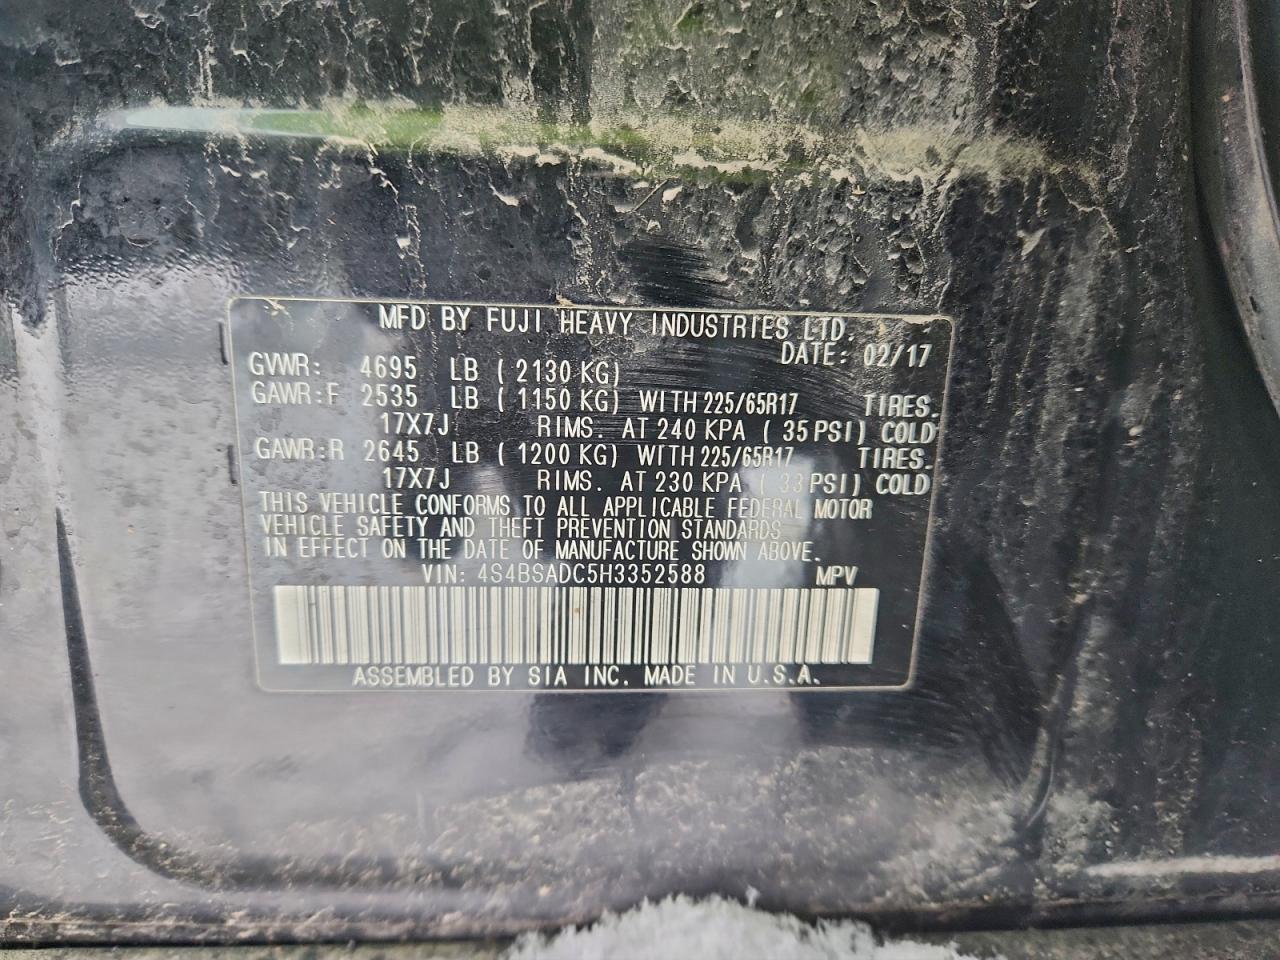 MFD BY FUJI HEAVY INDUSTRIES LTD.
DATE: 02/17
GVWR: 4695 LB ( 2130 KG)
GAWR:F 2535 LB ( 1150 KG) WITH 225/65R17 TIRES.
17X7J RIMS. AT 240 KPA ( 35 PSI) COLD
GAWR:R 2645 LB ( 1200 KG) WITH 225/65R17 TIRES.
17X7J RIMS. AT 230 KPA ( 33 PSI) COLD
THIS VEHICLE CONFORMS TO ALL APPLICABLE FEDERAL MOTOR
VEHICLE SAFETY AND THEFT PREVENTION STANDARDS
IN EFFECT ON THE DATE OF MANUFACTURE SHOWN ABOVE.
VIN: 4S4BSADC5H3352588 MPV
ASSEMBLED BY SIA INC. MADE IN U.S.A.